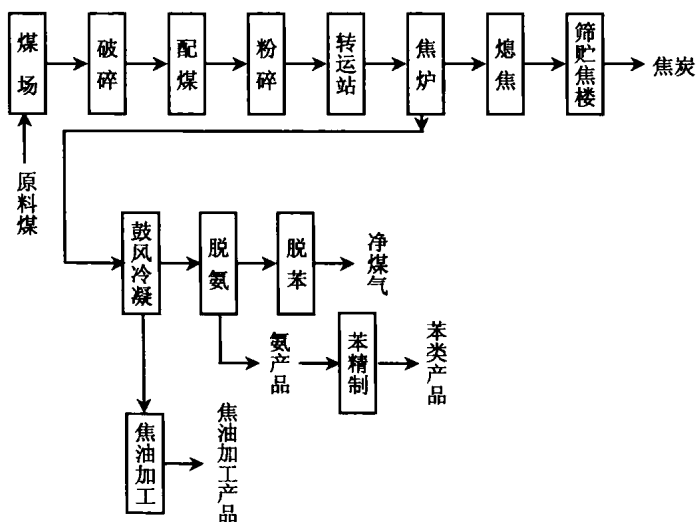 煤场
破碎
配煤
粉碎
转运站
焦炉
熄焦
筛贮焦楼
焦炭
原料煤
鼓风冷凝
脱氨
脱苯
净煤气
氨产品
苯精制
苯类产品
焦油加工
焦油加工产品